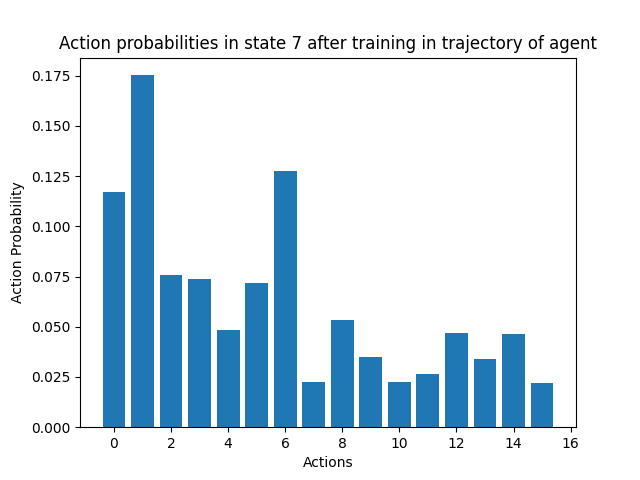 Action probabilities in state 7 after training in trajectory of agent
0.175
0.150
0.125
0.100
0.075
0.050
0.025
0.000
Action Probability
0 2 4 6 8 10 12 14 16
Actions